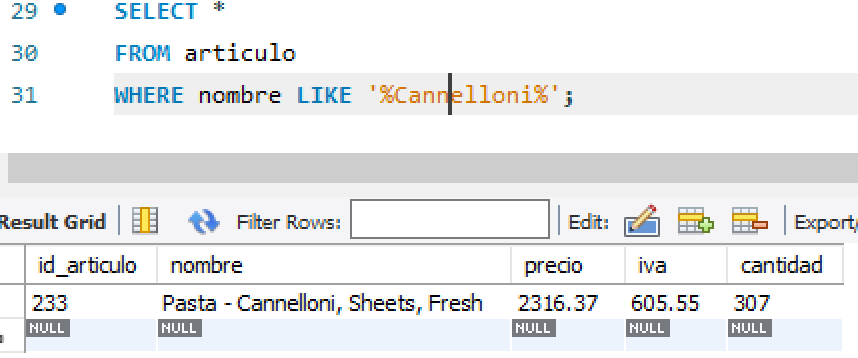 29 SELECT *
30 FROM articulo
31 WHERE nombre LIKE '%Cannelloni%';
Result Grid Filter Rows: Edit: Export/
id_articulo nombre precio iva cantidad
233 Pasta - Cannelloni, Sheets, Fresh 2316.37 605.55 307
NULL NULL NULL NULL NULL